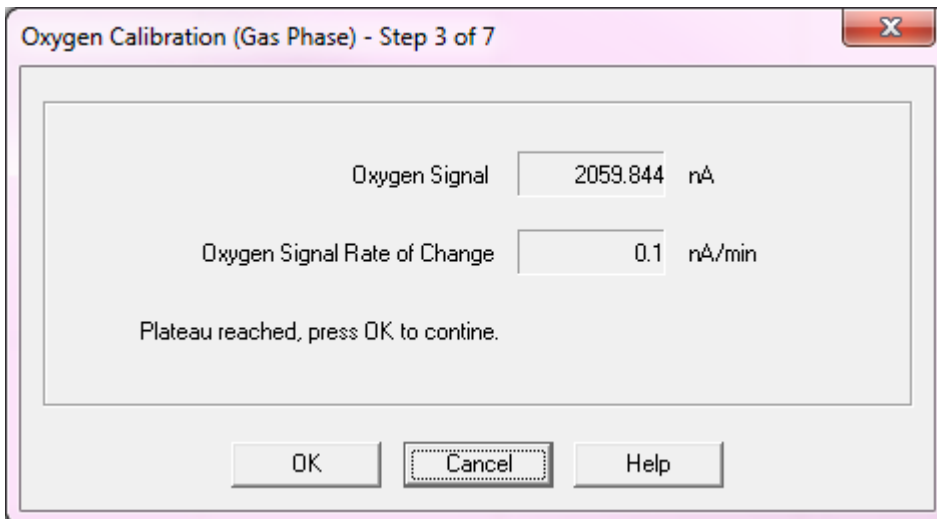 Oxygen Calibration (Gas Phase) - Step 3 of 7
Oxygen Signal 2059.844 nA
Oxygen Signal Rate of Change 0.1 nA/min
Plateau reached, press OK to contine.
OK Cancel Help